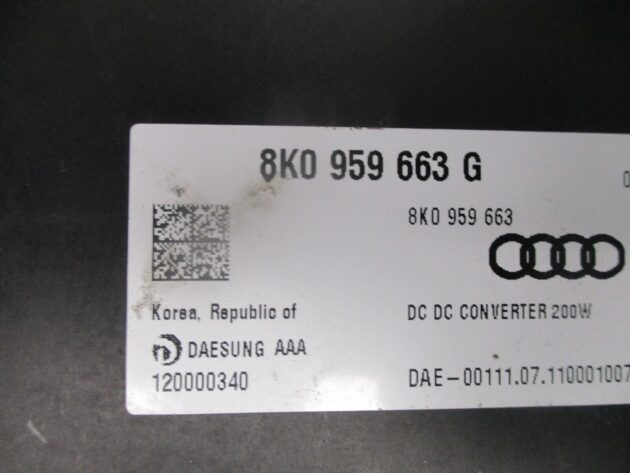 8K0 959 663 G
8K0 959 663
Korea, Republic of
DC DC CONVERTER 200W
DAESUNG AAA
120000340
DAE-00111.07.110001007